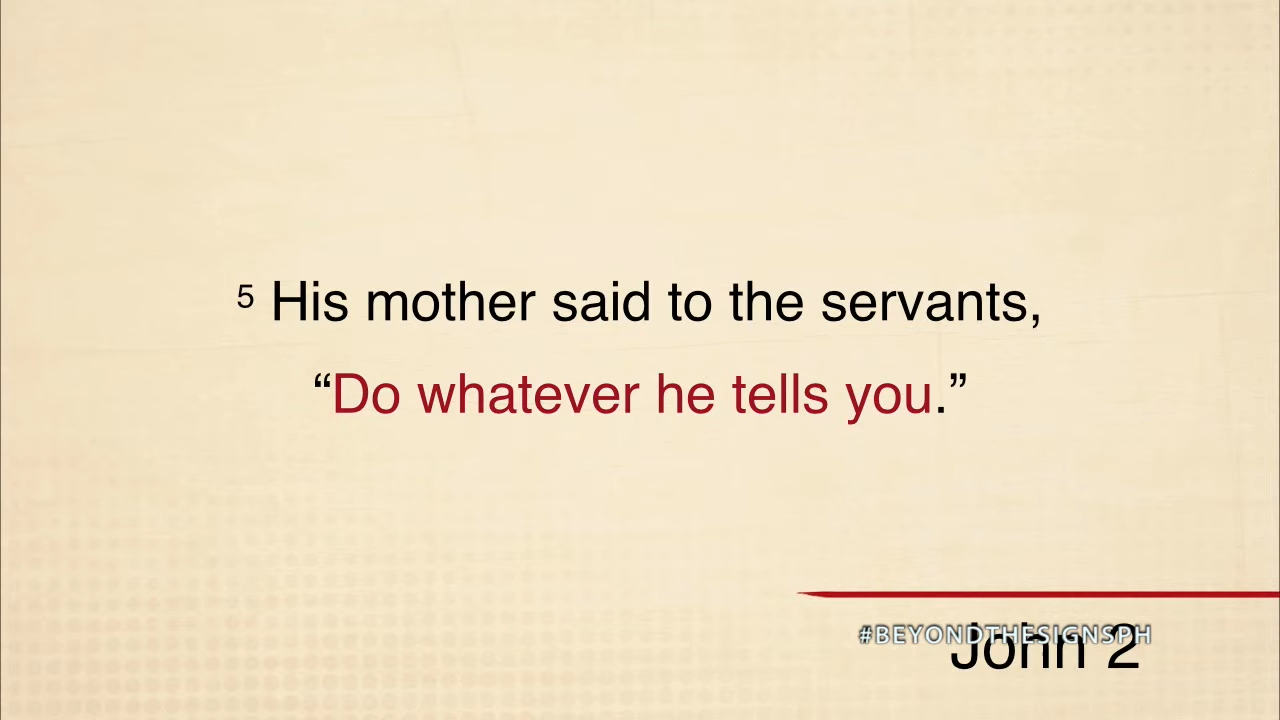 5 His mother said to the servants,
“Do whatever he tells you.”
#BEYONDTHESIGNSPH
John 2